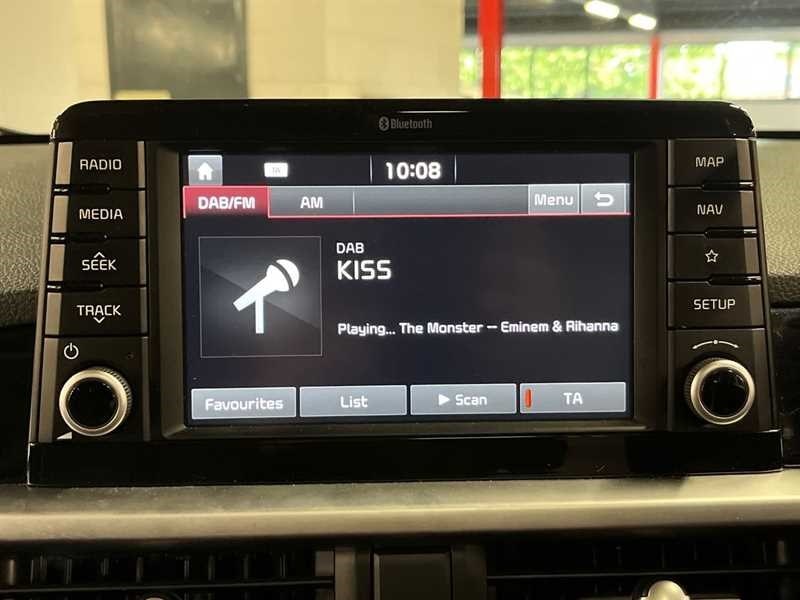 Bluetooth
RADIO
MEDIA
SEEK
TRACK
TA
10:08
DAB/FM AM Menu
DAB
KISS
Playing... The Monster – Eminem & Rihanna
Favourites List Scan TA
MAP
NAV
SETUP